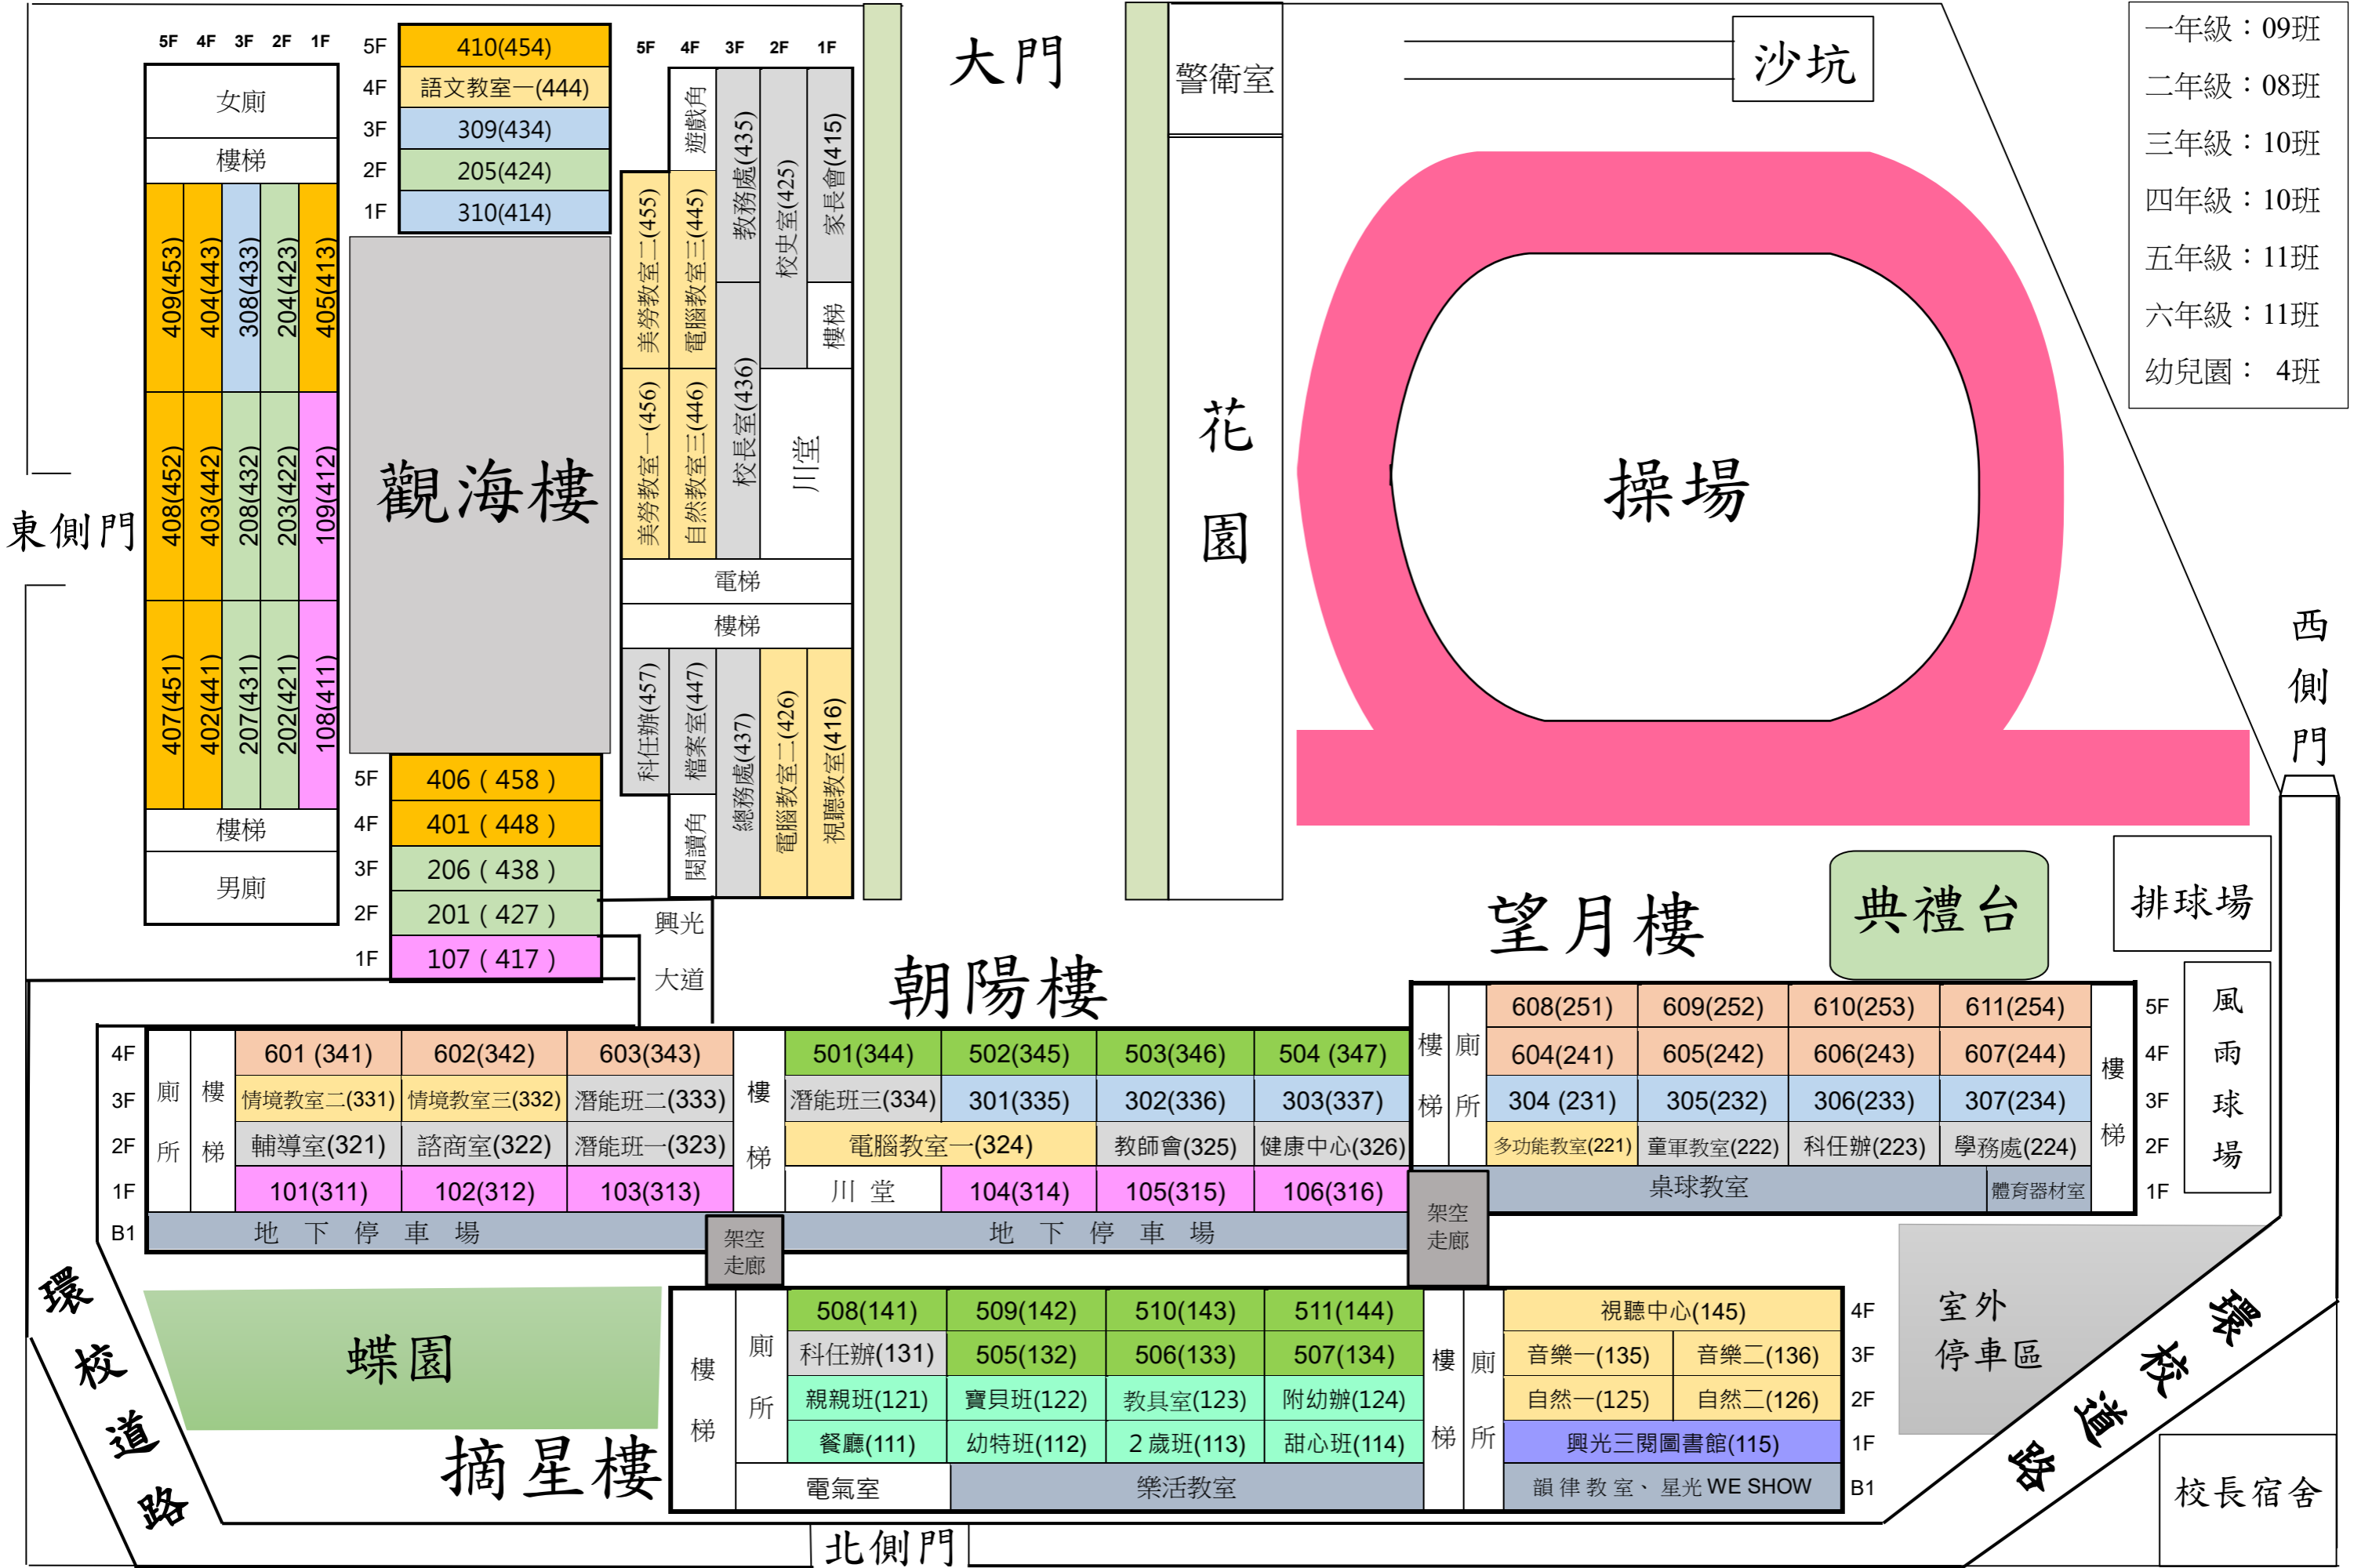 大門
警衛室
沙坑
一年級：09班
二年級：08班
三年級：10班
四年級：10班
五年級：11班
六年級：11班
幼兒園： 4班
5F 4F 3F 2F 1F
女廁
樓梯
409(453) 404(443) 308(433) 204(423) 405(413)
408(452) 403(442) 208(432) 203(422) 109(412)
407(451) 402(441) 207(431) 202(421) 108(411)
樓梯
男廁
東側門
5F 410(454)
4F 語文教室一(444)
3F 309(434)
2F 205(424)
1F 310(414)
觀海樓
5F 406（458）
4F 401（448）
3F 206（438）
2F 201（427）
1F 107（417）
5F 4F 3F 2F 1F
遊戲角 教務處(435) 校史室(425) 家長會(415)
美勞教室二(455) 電腦教室三(445) 樓梯
美勞教室一(456) 自然教室三(446) 校長室(436) 川堂
電梯
樓梯
科任辦(457) 檔案室(447) 總務處(437) 電腦教室二(426) 視聽教室(416)
閱讀角
興光
大道
花園
操場
西側門
望月樓
典禮台
排球場
風雨球場
朝陽樓
廁所
樓梯
4F 601 (341) 602(342) 603(343) 樓梯 501(344) 502(345) 503(346) 504 (347)
3F 情境教室二(331) 情境教室三(332) 潛能班二(333) 潛能班三(334) 301(335) 302(336) 303(337)
2F 輔導室(321) 諮商室(322) 潛能班一(323) 電腦教室一(324) 教師會(325) 健康中心(326)
1F 101(311) 102(312) 103(313) 川 堂 104(314) 105(315) 106(316)
B1 地 下 停 車 場 地 下 停 車 場
樓梯
廁所
608(251) 609(252) 610(253) 611(254) 5F
604(241) 605(242) 606(243) 607(244) 4F
304 (231) 305(232) 306(233) 307(234) 3F
多功能教室(221) 童軍教室(222) 科任辦(223) 學務處(224) 2F
桌球教室 體育器材室 1F
樓梯
架空
走廊
架空
走廊
環校道路
蝶園
摘星樓
樓梯
廁所
508(141) 509(142) 510(143) 511(144) 視聽中心(145) 4F
科任辦(131) 505(132) 506(133) 507(134) 音樂一(135) 音樂二(136) 3F
親親班(121) 寶貝班(122) 教具室(123) 附幼辦(124) 自然一(125) 自然二(126) 2F
餐廳(111) 幼特班(112) 2歲班(113) 甜心班(114) 興光三閱圖書館(115) 1F
電氣室 樂活教室 韻律教室、星光WE SHOW B1
樓梯
廁所
室外
停車區
環校道路
校長宿舍
北側門